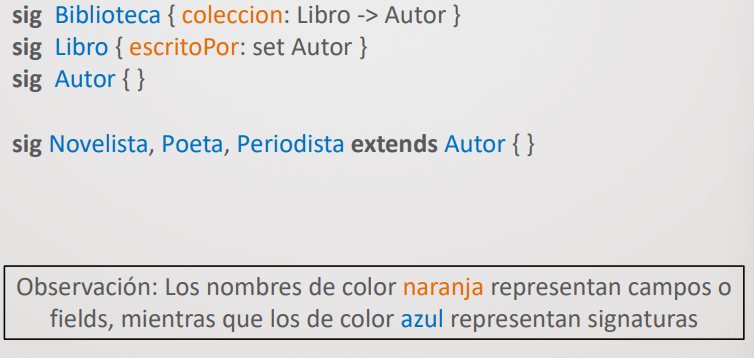 sig Biblioteca { coleccion: Libro -> Autor }
sig Libro { escritoPor: set Autor }
sig Autor { }
sig Novelista, Poeta, Periodista extends Autor { }
Observación: Los nombres de color naranja representan campos o
fields, mientras que los de color azul representan signaturas